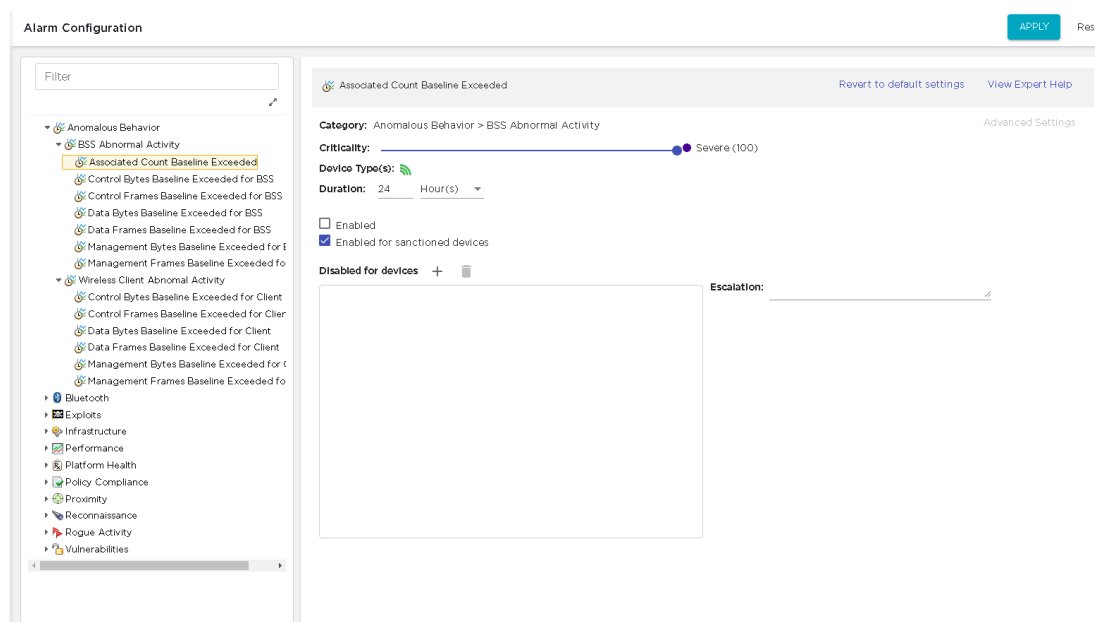 Alarm Configuration
APPLY
Res
Filter
Anomalous Behavior
BSS Abnormal Activity
Associated Count Baseline Exceeded
Control Bytes Baseline Exceeded for BSS
Control Frames Baseline Exceeded for BSS
Data Bytes Baseline Exceeded for BSS
Data Frames Baseline Exceeded for BSS
Management Bytes Baseline Exceeded for
Management Frames Baseline Exceeded fo
Wireless Client Abnomal Activity
Control Bytes Baseline Exceeded for Client
Control Frames Baseline Exceeded for Clien
Data Bytes Baseline Exceeded for Client
Data Frames Baseline Exceeded for Client
Management Bytes Baseline Exceeded for
Management Frames Baseline Exceeded fo
Bluetooth
Exploits
Infrastructure
Performance
Platform Health
Policy Compliance
Proximity
Reconnaissance
Rogue Activity
Vulnerabilities
Associated Count Baseline Exceeded
Revert to default settings
View Expert Help
Category: Anomalous Behavior > BSS Abnormal Activity
Advanced Settings
Criticality: Severe (100)
Device Type(s):
Duration: 24 Hour(s)
Enabled
Enabled for sanctioned devices
Disabled for devices
Escalation: